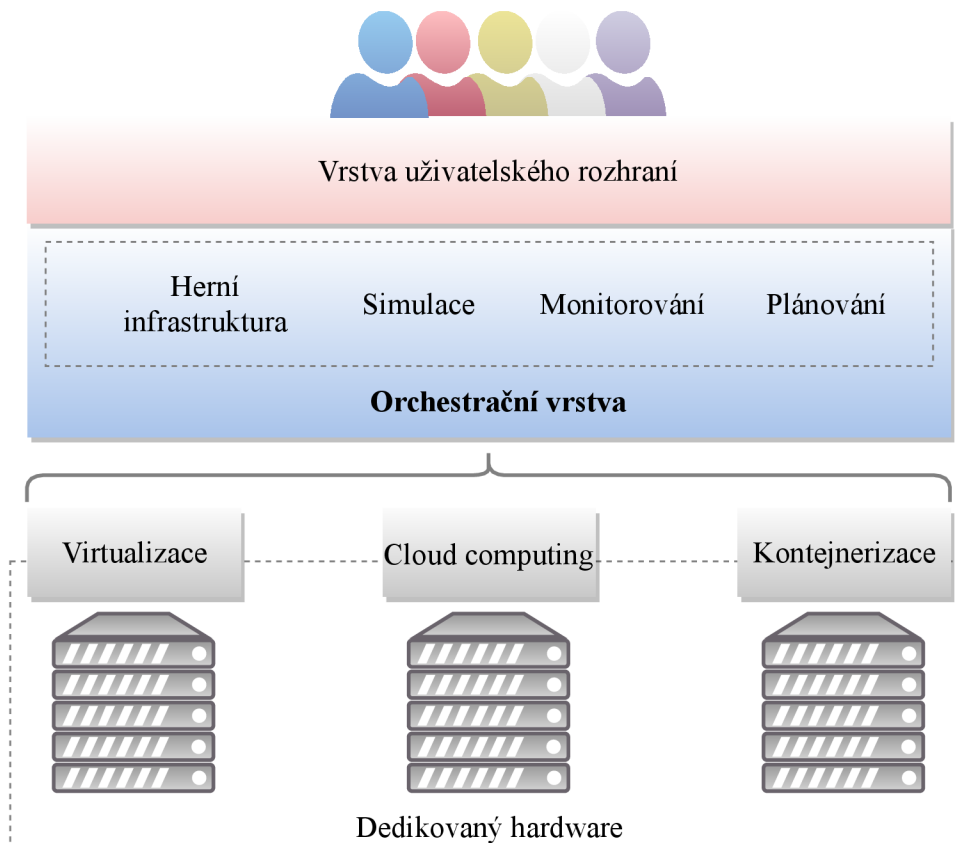 Vrstva uživatelského rozhraní
Herní
infrastruktura
Simulace
Monitorování
Plánování
Orchestrační vrstva
Virtualizace
Cloud computing
Kontejnerizace
Dedikovaný hardware